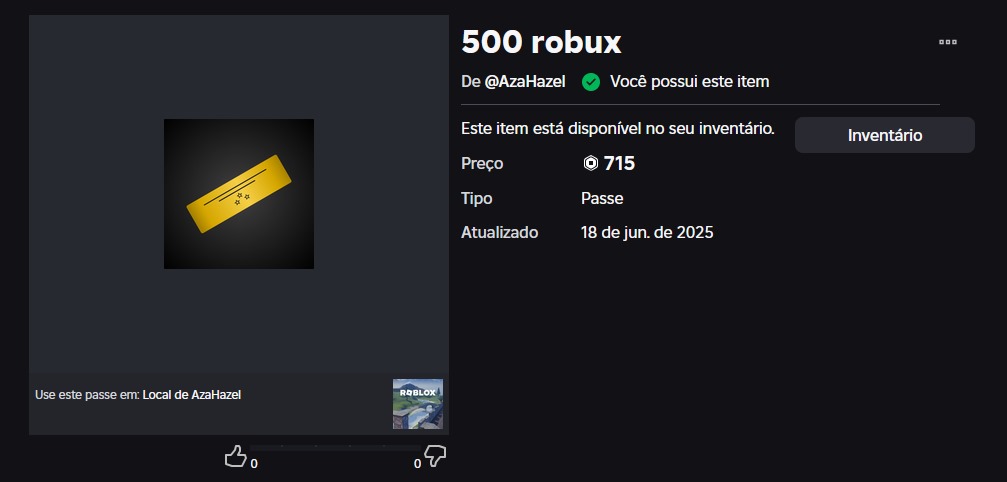 500 robux
De @AzaHazel Você possui este item
Este item está disponível no seu inventário.
Inventário
Preço 715
Tipo Passe
Atualizado 18 de jun. de 2025
Use este passe em: Local de AzaHazel
ROBLOX
0 0